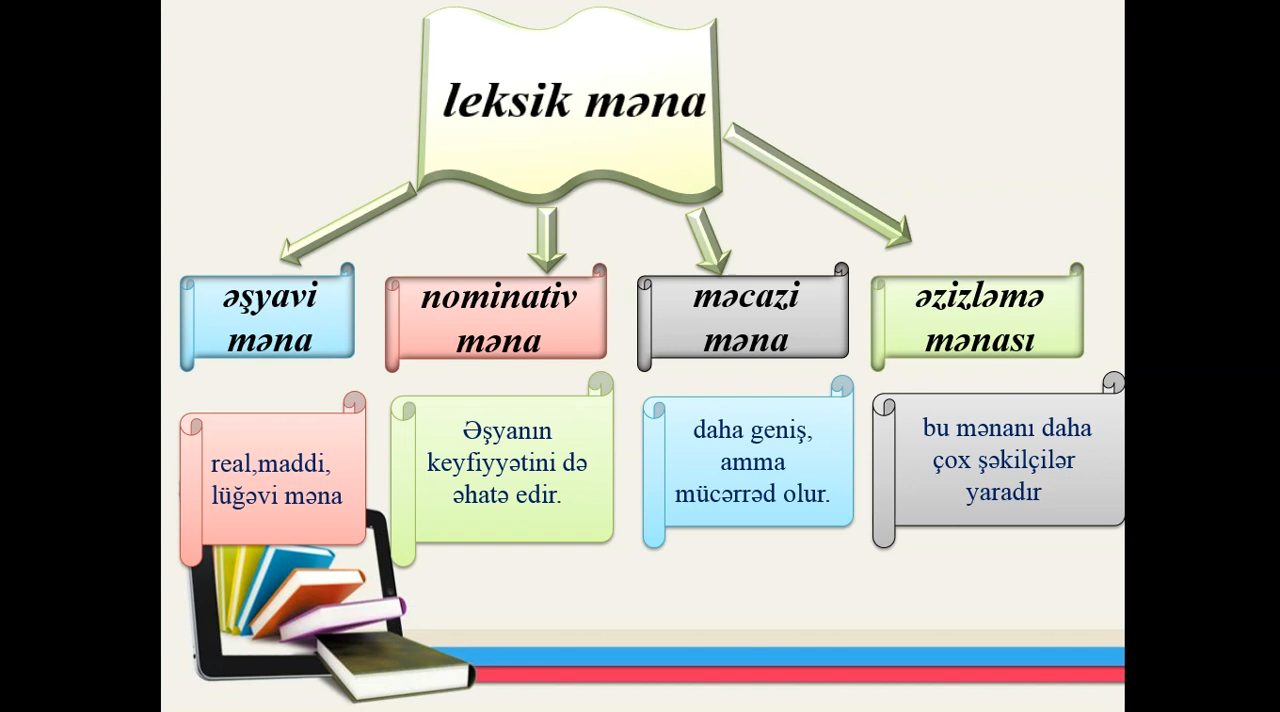 leksik məna
əşyavi
məna
nominativ
məna
məcazi
məna
əzizləmə
mənası
real,maddi,
lüğəvi məna
Əşyanın
keyfiyyətini də
əhatə edir.
daha geniş,
amma
mücərrəd olur.
bu mənanı daha
çox şəkilçilər
yaradır